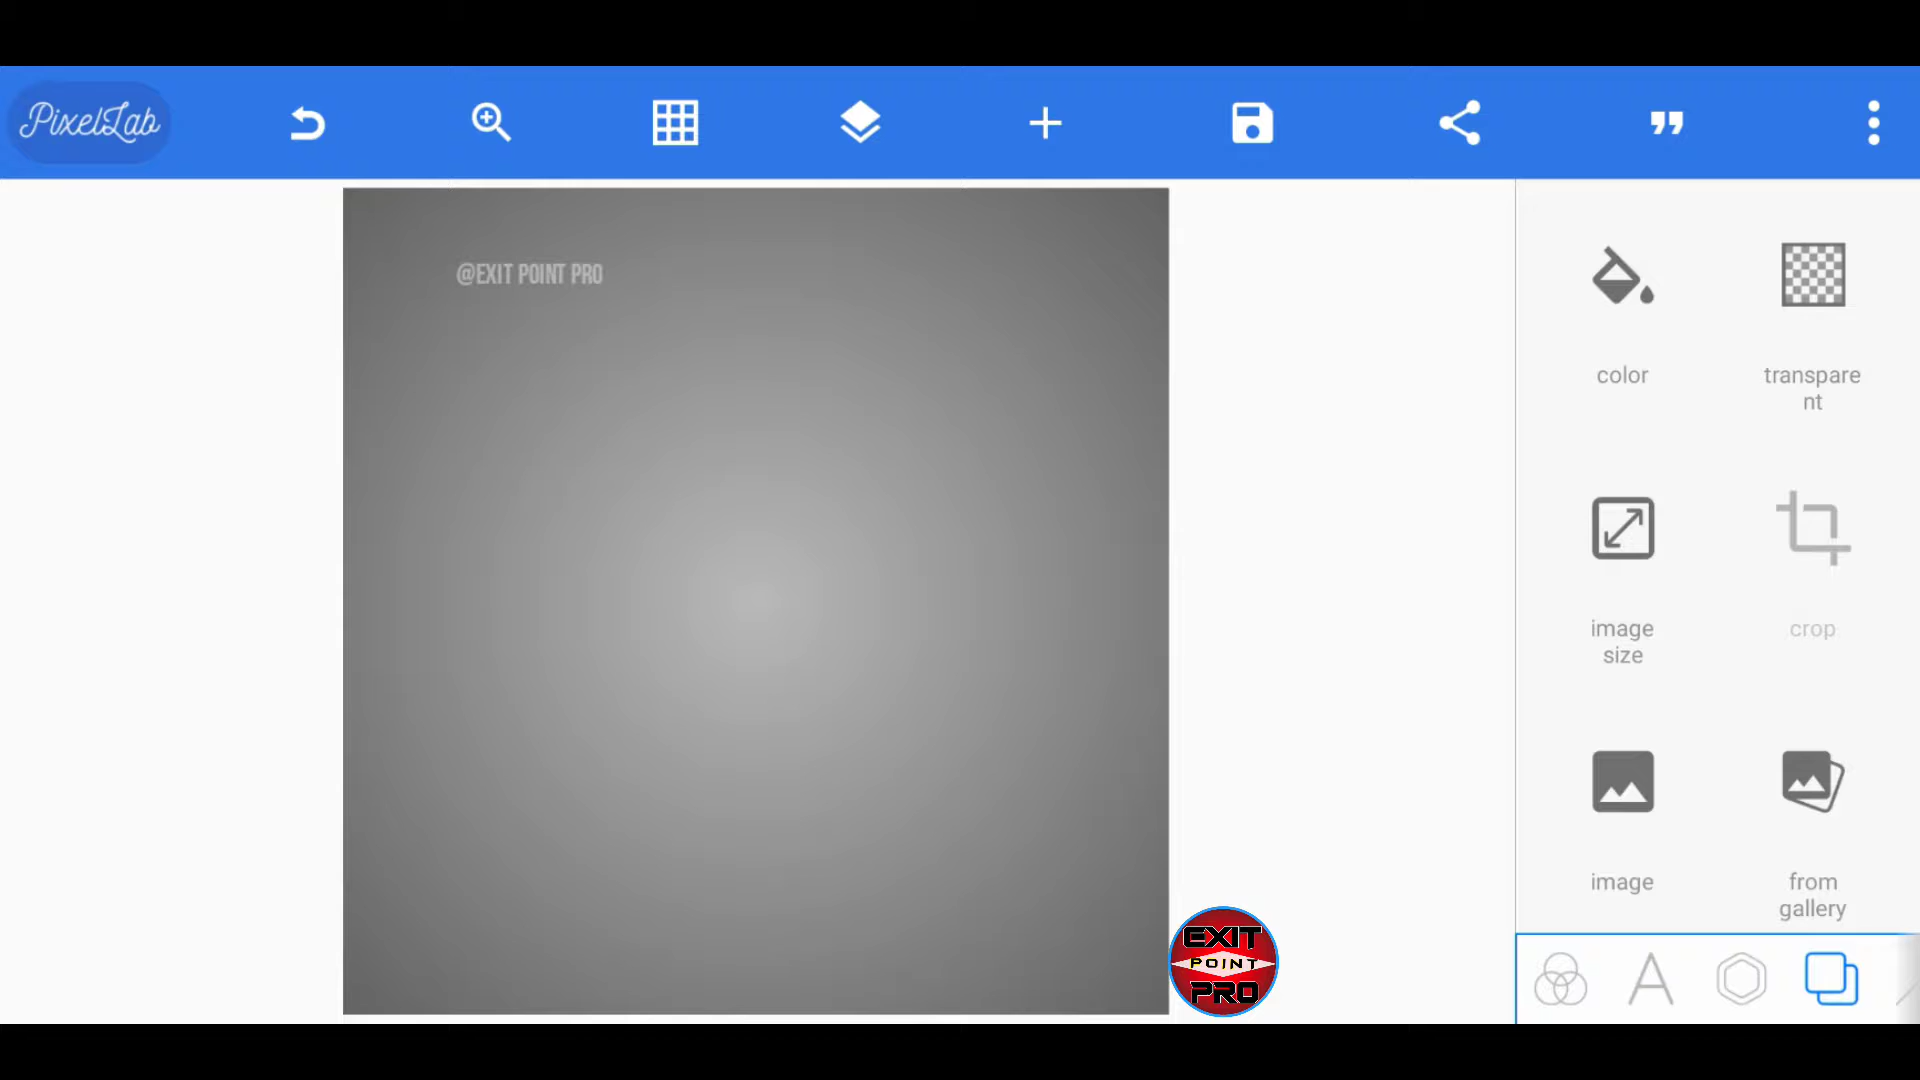 PixelLab
@EXIT POINT PRO
color
transpare
nt
image
size
crop
image
from
gallery
EXIT
POINT
PRO